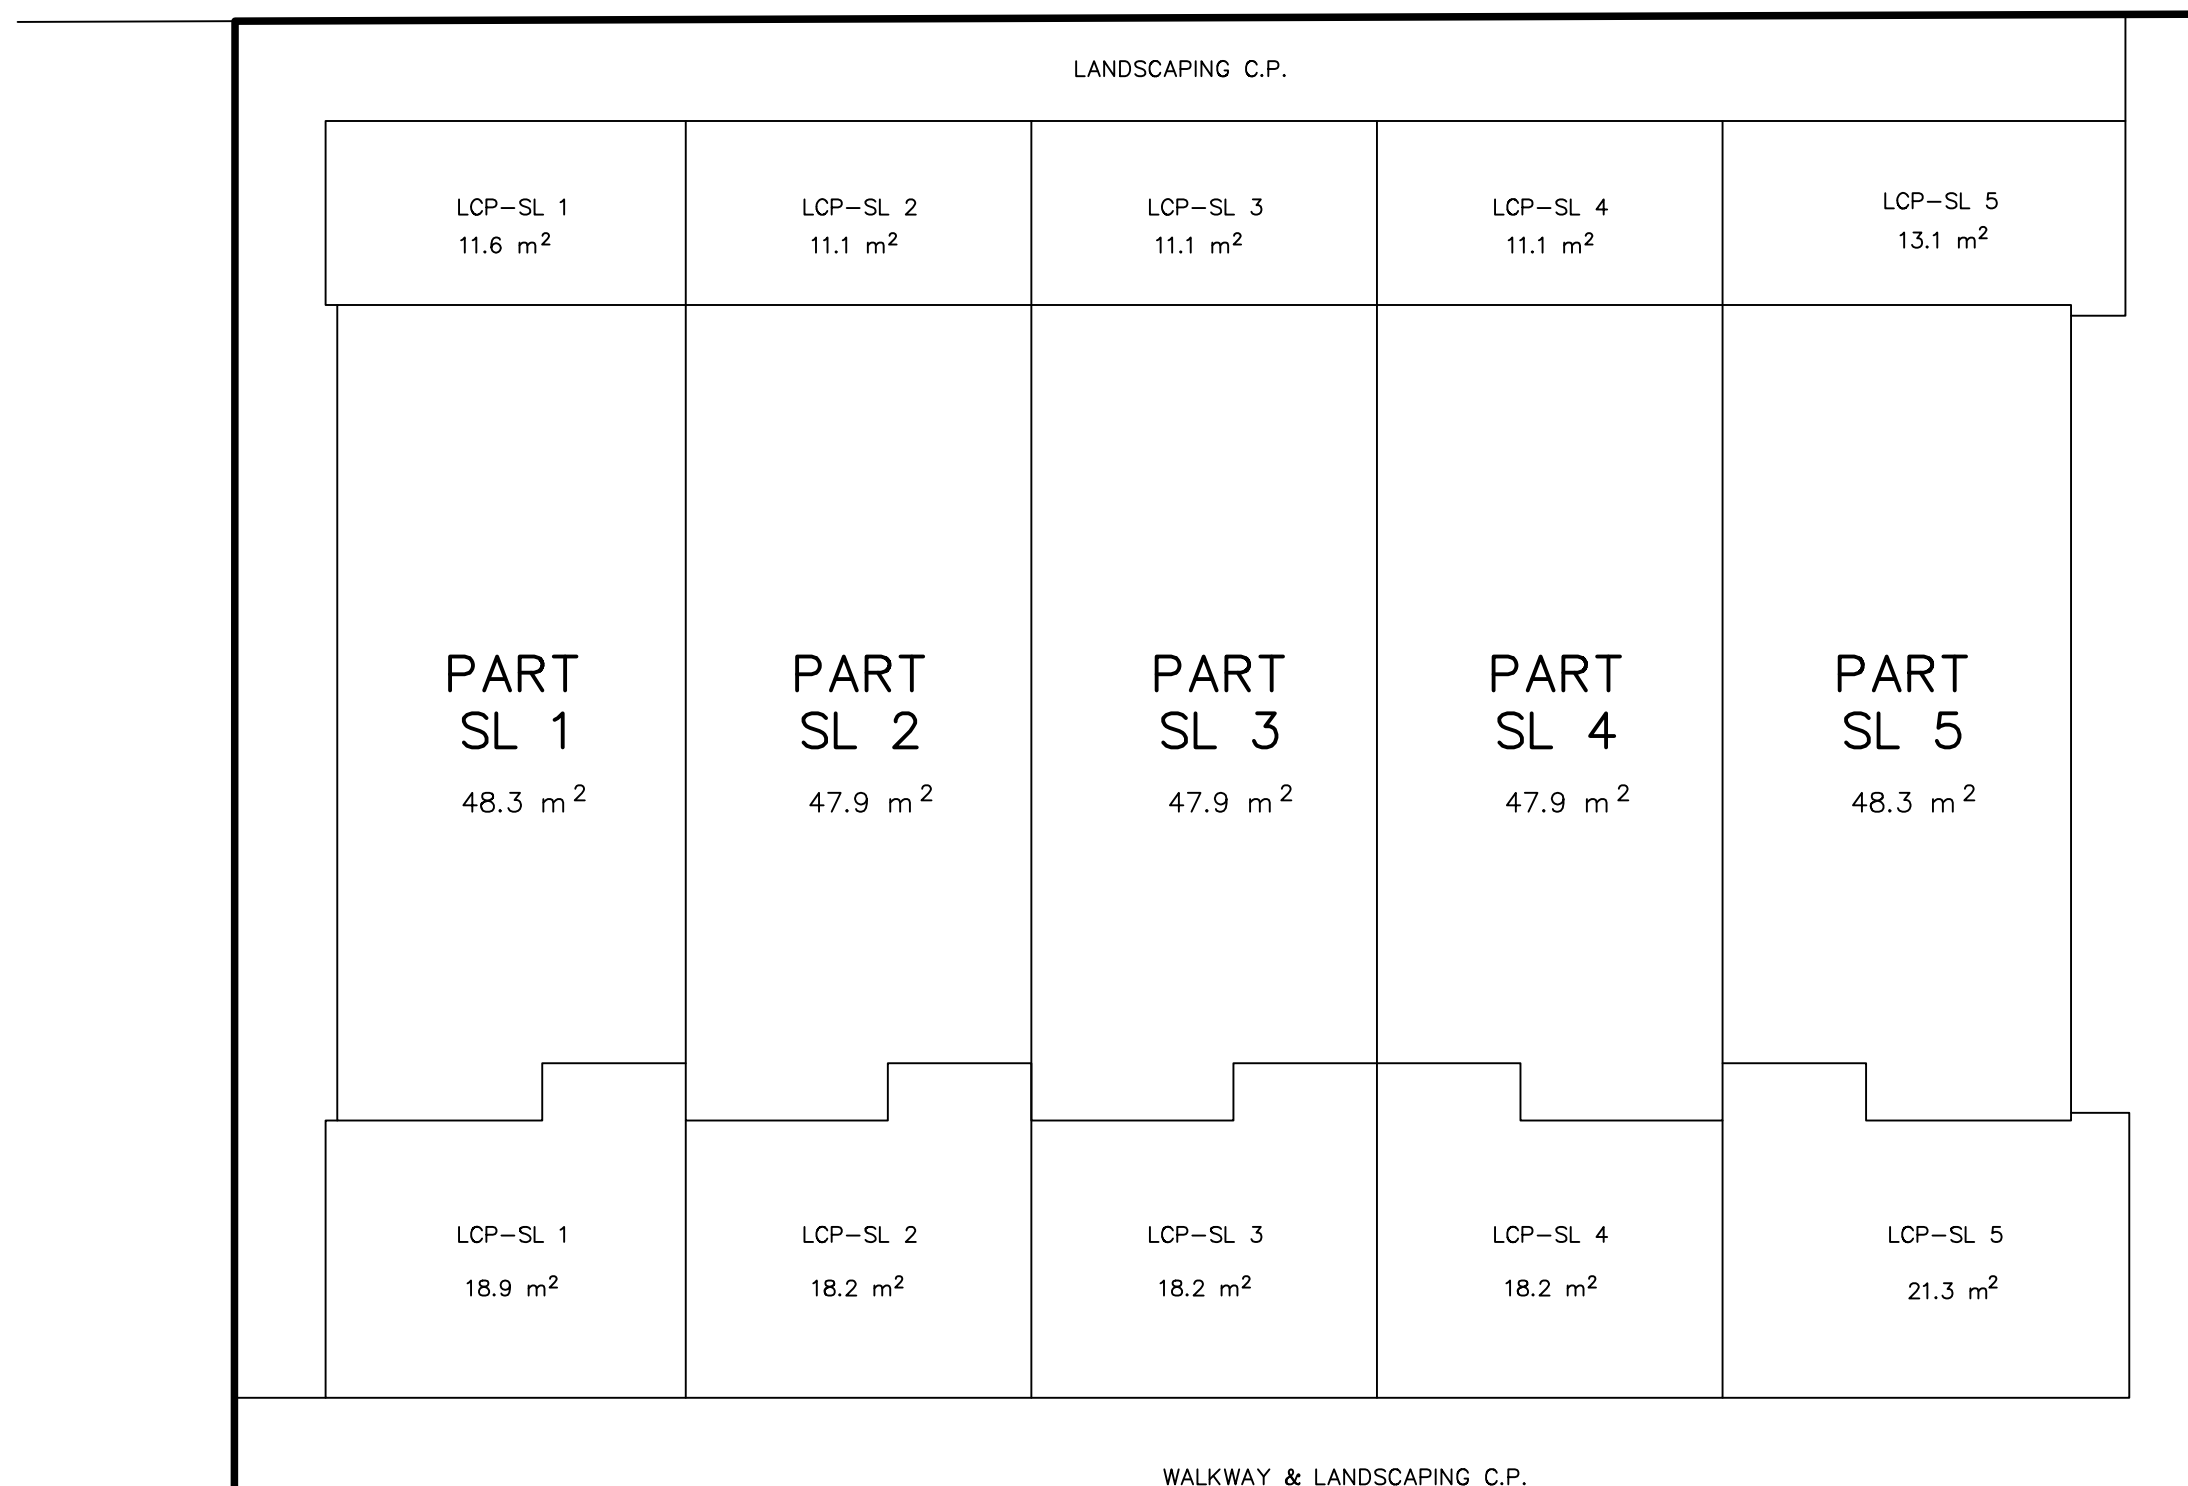 LANDSCAPING C.P.
LCP-SL 1
11.6 m²
LCP-SL 2
11.1 m²
LCP-SL 3
11.1 m²
LCP-SL 4
11.1 m²
LCP-SL 5
13.1 m²
PART
SL 1
48.3 m²
PART
SL 2
47.9 m²
PART
SL 3
47.9 m²
PART
SL 4
47.9 m²
PART
SL 5
48.3 m²
LCP-SL 1
18.9 m²
LCP-SL 2
18.2 m²
LCP-SL 3
18.2 m²
LCP-SL 4
18.2 m²
LCP-SL 5
21.3 m²
WALKWAY & LANDSCAPING C.P.